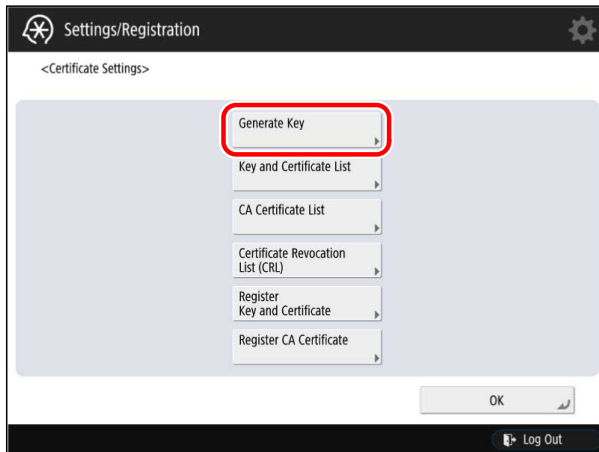 Settings/Registration
<Certificate Settings>
Generate Key
Key and Certificate List
CA Certificate List
Certificate Revocation
List (CRL)
Register
Key and Certificate
Register CA Certificate
OK
Log Out